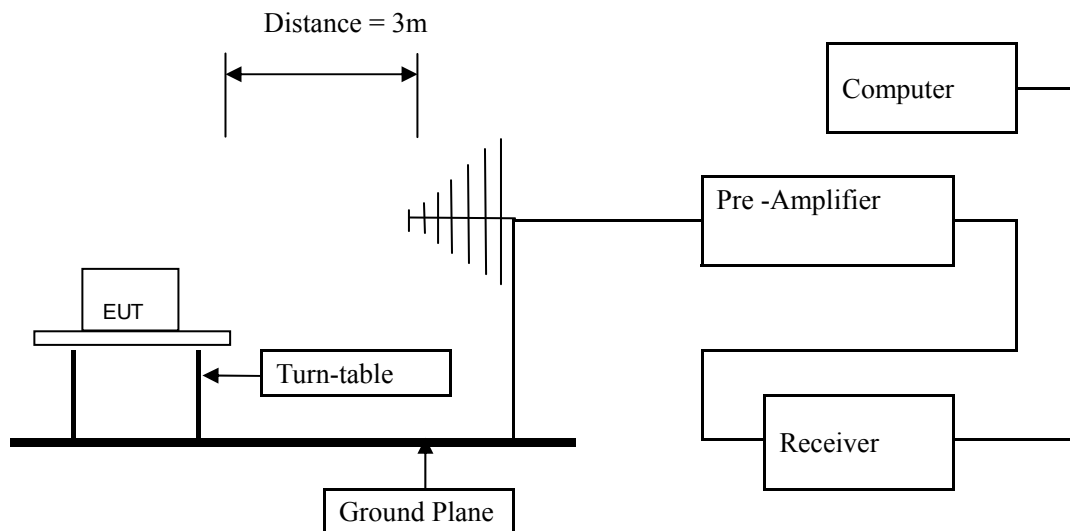 Distance = 3m
Computer
Pre -Amplifier
EUT
Turn-table
Receiver
Ground Plane